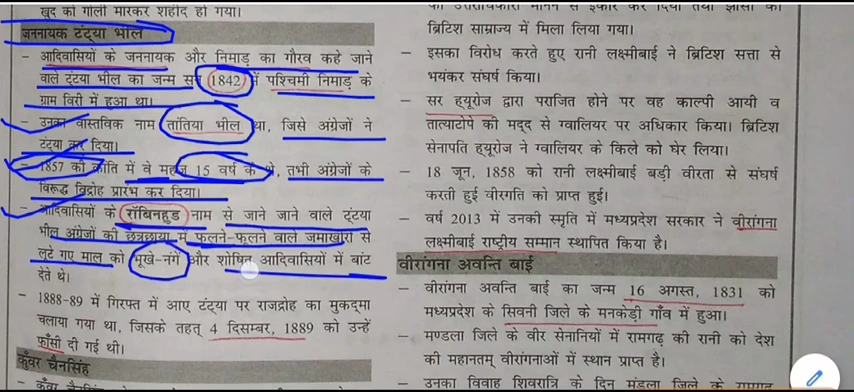 खुद को गोली मारकर शहीद हो गया।
जननायक टंट्या भील
– आदिवासियों के जननायक और निमाड़ का गौरव कहे जाने
वाले टंट्या भील का जन्म सन् 1842 में पश्चिमी निमाड़ के
ग्राम विरी में हुआ था।
– उनका वास्तविक नाम तांतिया भील था, जिसे अंग्रेजों ने
टंट्या कर दिया।
1857 की क्रांति में वे महज 15 वर्ष के थे, तभी अंग्रेजों के
विरूद्ध विद्रोह प्रारंभ कर दिया।
आदिवासियों के रॉबिनहुड नाम से जाने जाने वाले टंट्या
भील अंग्रेजों की छत्रछाया में फूलने-फलने वाले जमाखोरों से
लूटे गए माल को भूखे-नंगे और शोषित आदिवासियों में बांट
देते थे।
– 1888-89 में गिरफ्त में आए टंट्या पर राजद्रोह का मुकद्मा
चलाया गया था, जिसके तहत् 4 दिसम्बर, 1889 को उन्हें
फाँसी दी गई थी।
कुँवर चैनसिंह
ब्रिटिश साम्राज्य में मिला लिया गया।
– इसका विरोध करते हुए रानी लक्ष्मीबाई ने ब्रिटिश सत्ता से
भयंकर संघर्ष किया।
– सर ह्यूरोज द्वारा पराजित होने पर वह काल्पी आयी व
तात्याटोपे की मद्द से ग्वालियर पर अधिकार किया। ब्रिटिश
सेनापति ह्यूरोज ने ग्वालियर के किले को घेर लिया।
– 18 जून, 1858 को रानी लक्ष्मीबाई बड़ी वीरता से संघर्ष
करती हुई वीरगति को प्राप्त हुई।
– वर्ष 2013 में उनकी स्मृति में मध्यप्रदेश सरकार ने वीरांगना
लक्ष्मीबाई राष्ट्रीय सम्मान स्थापित किया है।
वीरांगना अवन्ति बाई
– वीरांगना अवन्ति बाई का जन्म 16 अगस्त, 1831 को
मध्यप्रदेश के सिवनी जिले के मनकेड़ी गाँव में हुआ।
– मण्डला जिले के वीर सेनानियों में रामगढ़ की रानी को देश
की महानतम् वीरांगनाओं में स्थान प्राप्त है।
– उनका विवाह शिवरात्रि के दिन मंडला जिले के